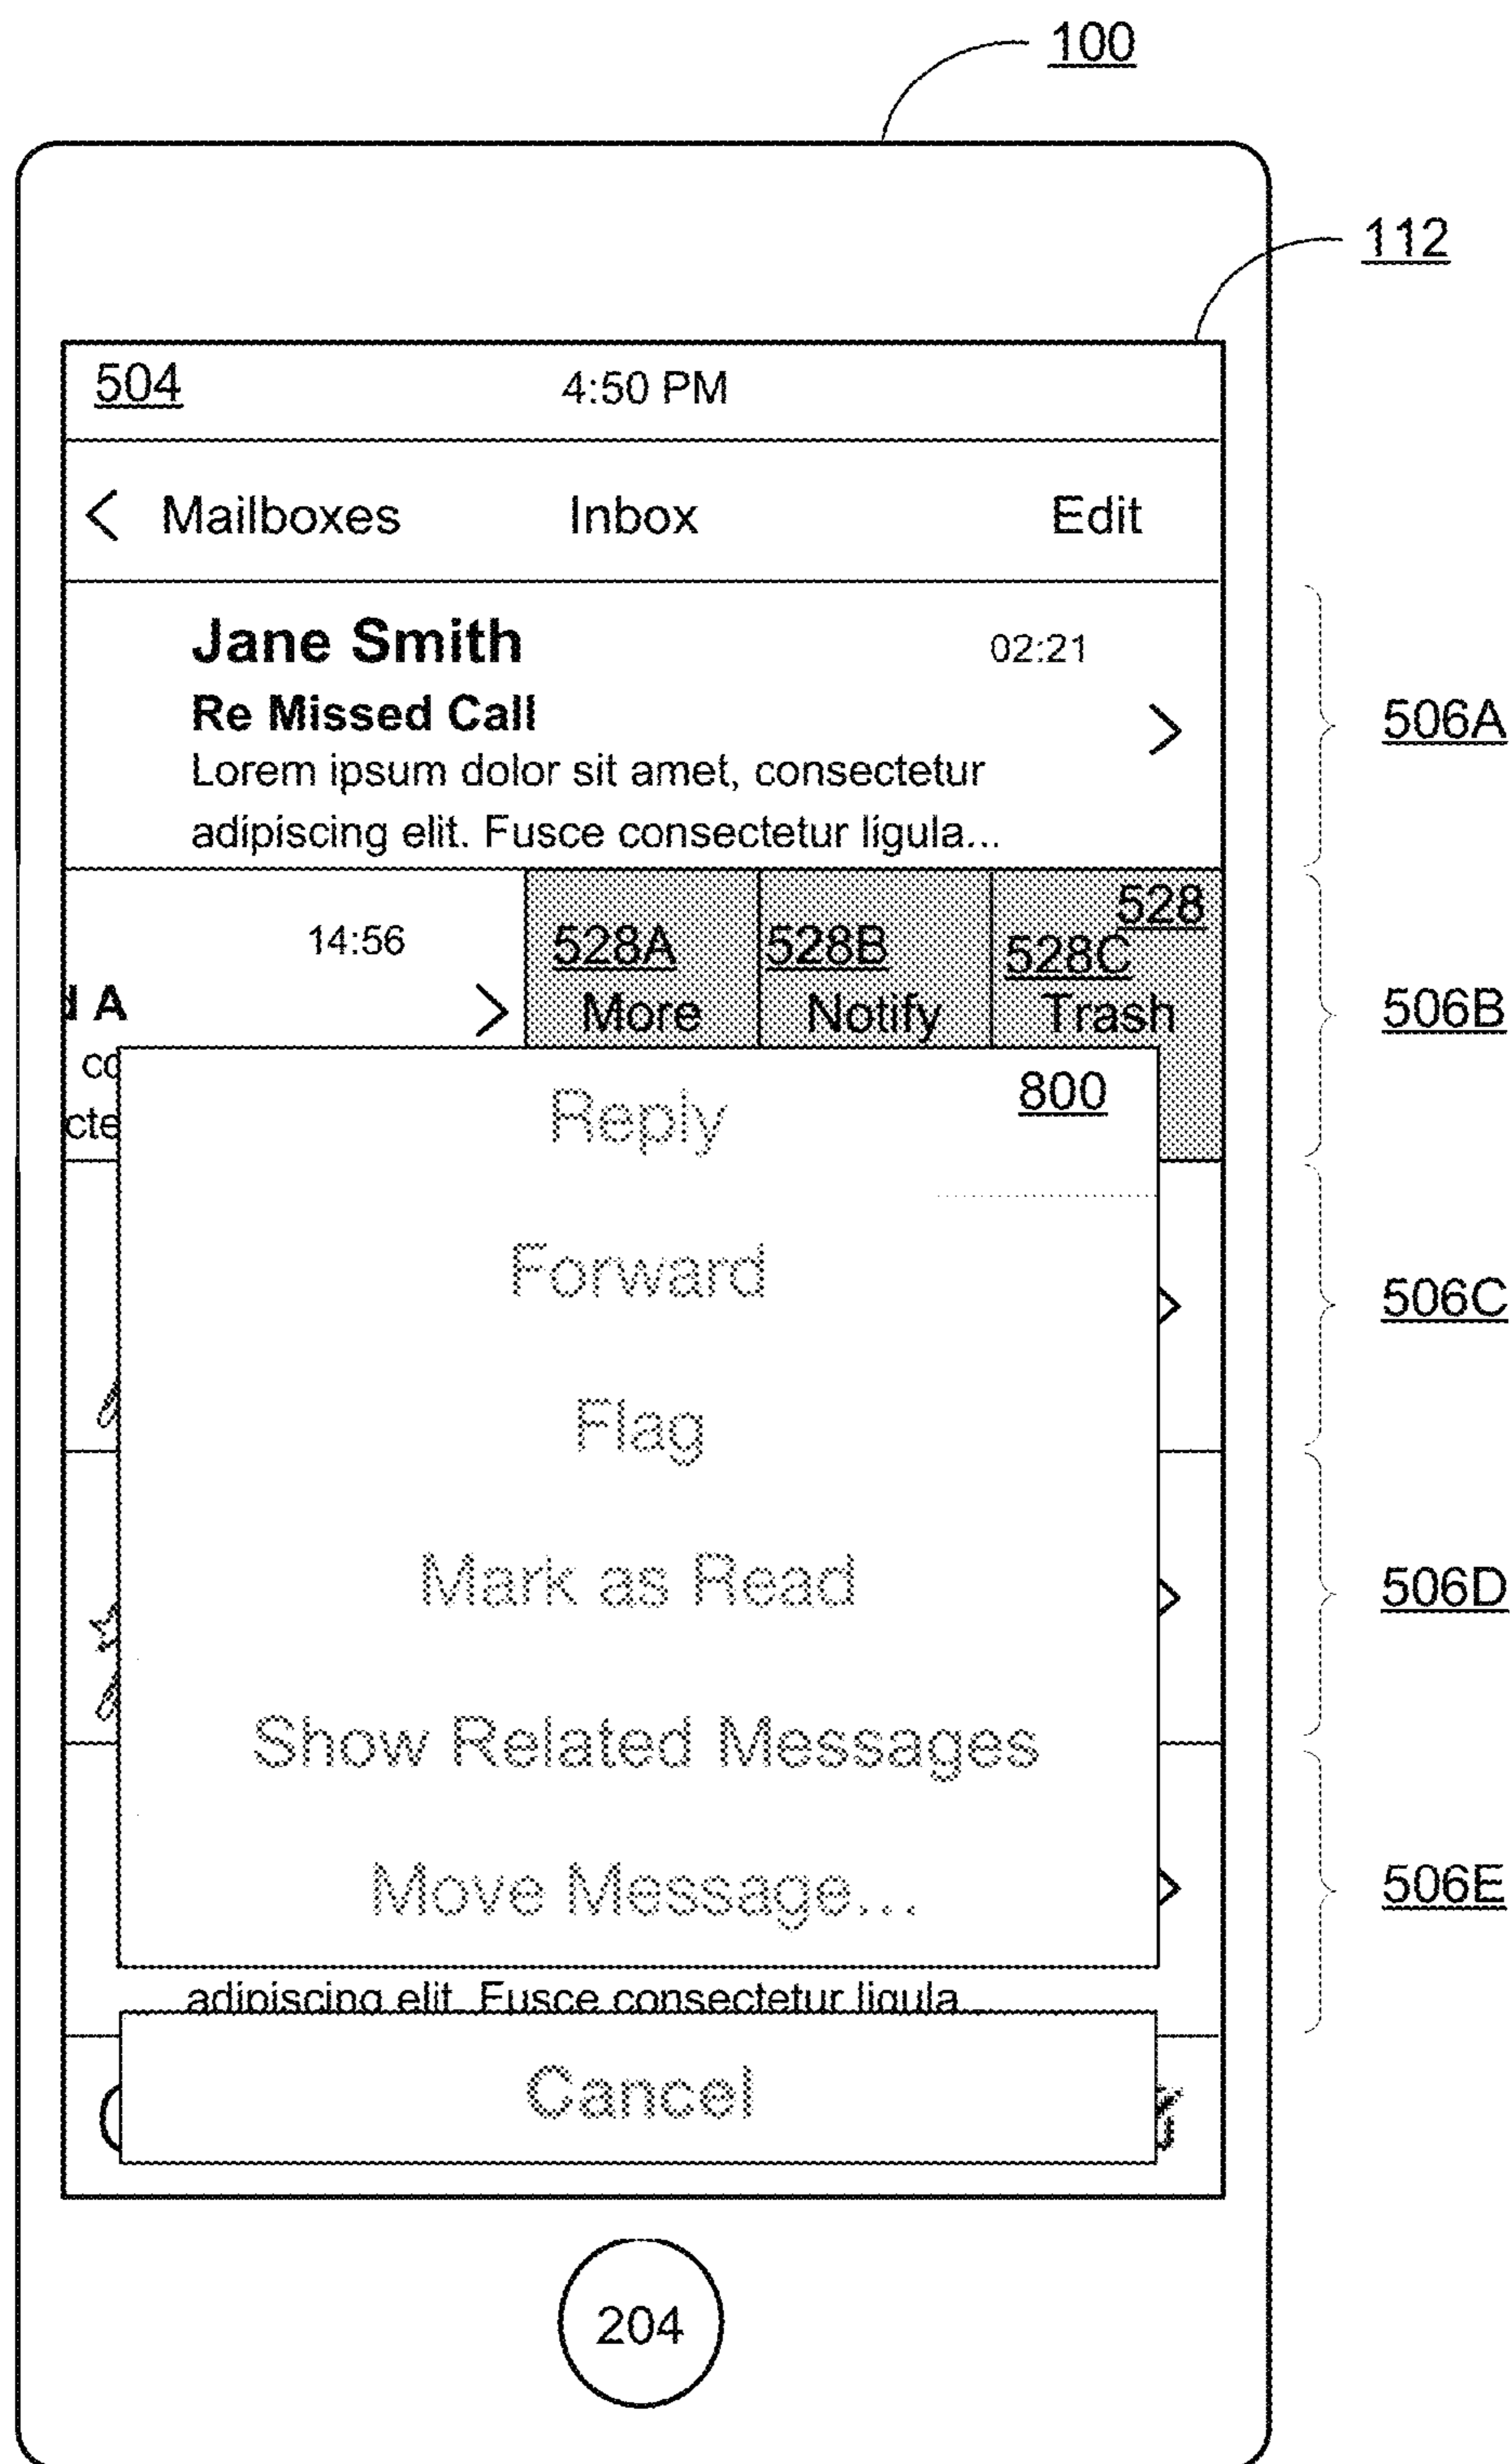 100
112
504 4:50 PM
< Mailboxes Inbox Edit
Jane Smith 02:21
Re Missed Call
506A
Lorem ipsum dolor sit amet, consectetur
adipiscing elit. Fusce consectetur ligula...
528
14:56 528A 528B 528C
A More Notify Trash
506B
co
800
cte
Reply
Forward
506C
Flag
Mark as Read
506D
Show Related Messages
Move Message...
506E
adipiscing elit. Fusce consectetur ligula...
Cancel
204